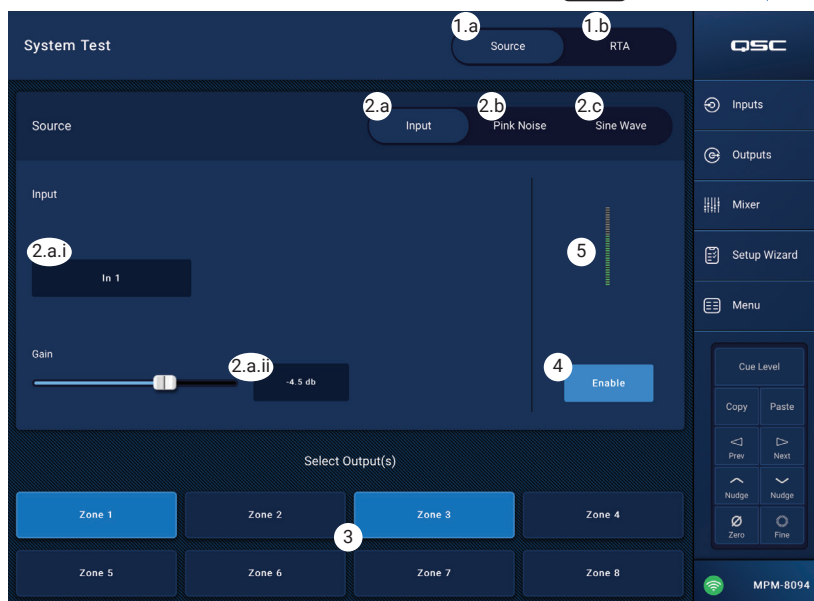 1.a
1.b
System Test
Source
RTA
QSC
2.a
2.b
2.c
Source
Input
Pink Noise
Sine Wave
Inputs
Outputs
Mixer
Setup Wizard
Menu
Input
2.a.i
In 1
5
Gain
2.a.ii
-4.5 db
4
Enable
Cue Level
Copy
Paste
Prev
Next
Nudge
Nudge
Zero
Fine
Select Output(s)
Zone 1
Zone 2
Zone 3
Zone 4
3
Zone 5
Zone 6
Zone 7
Zone 8
MPM-8094